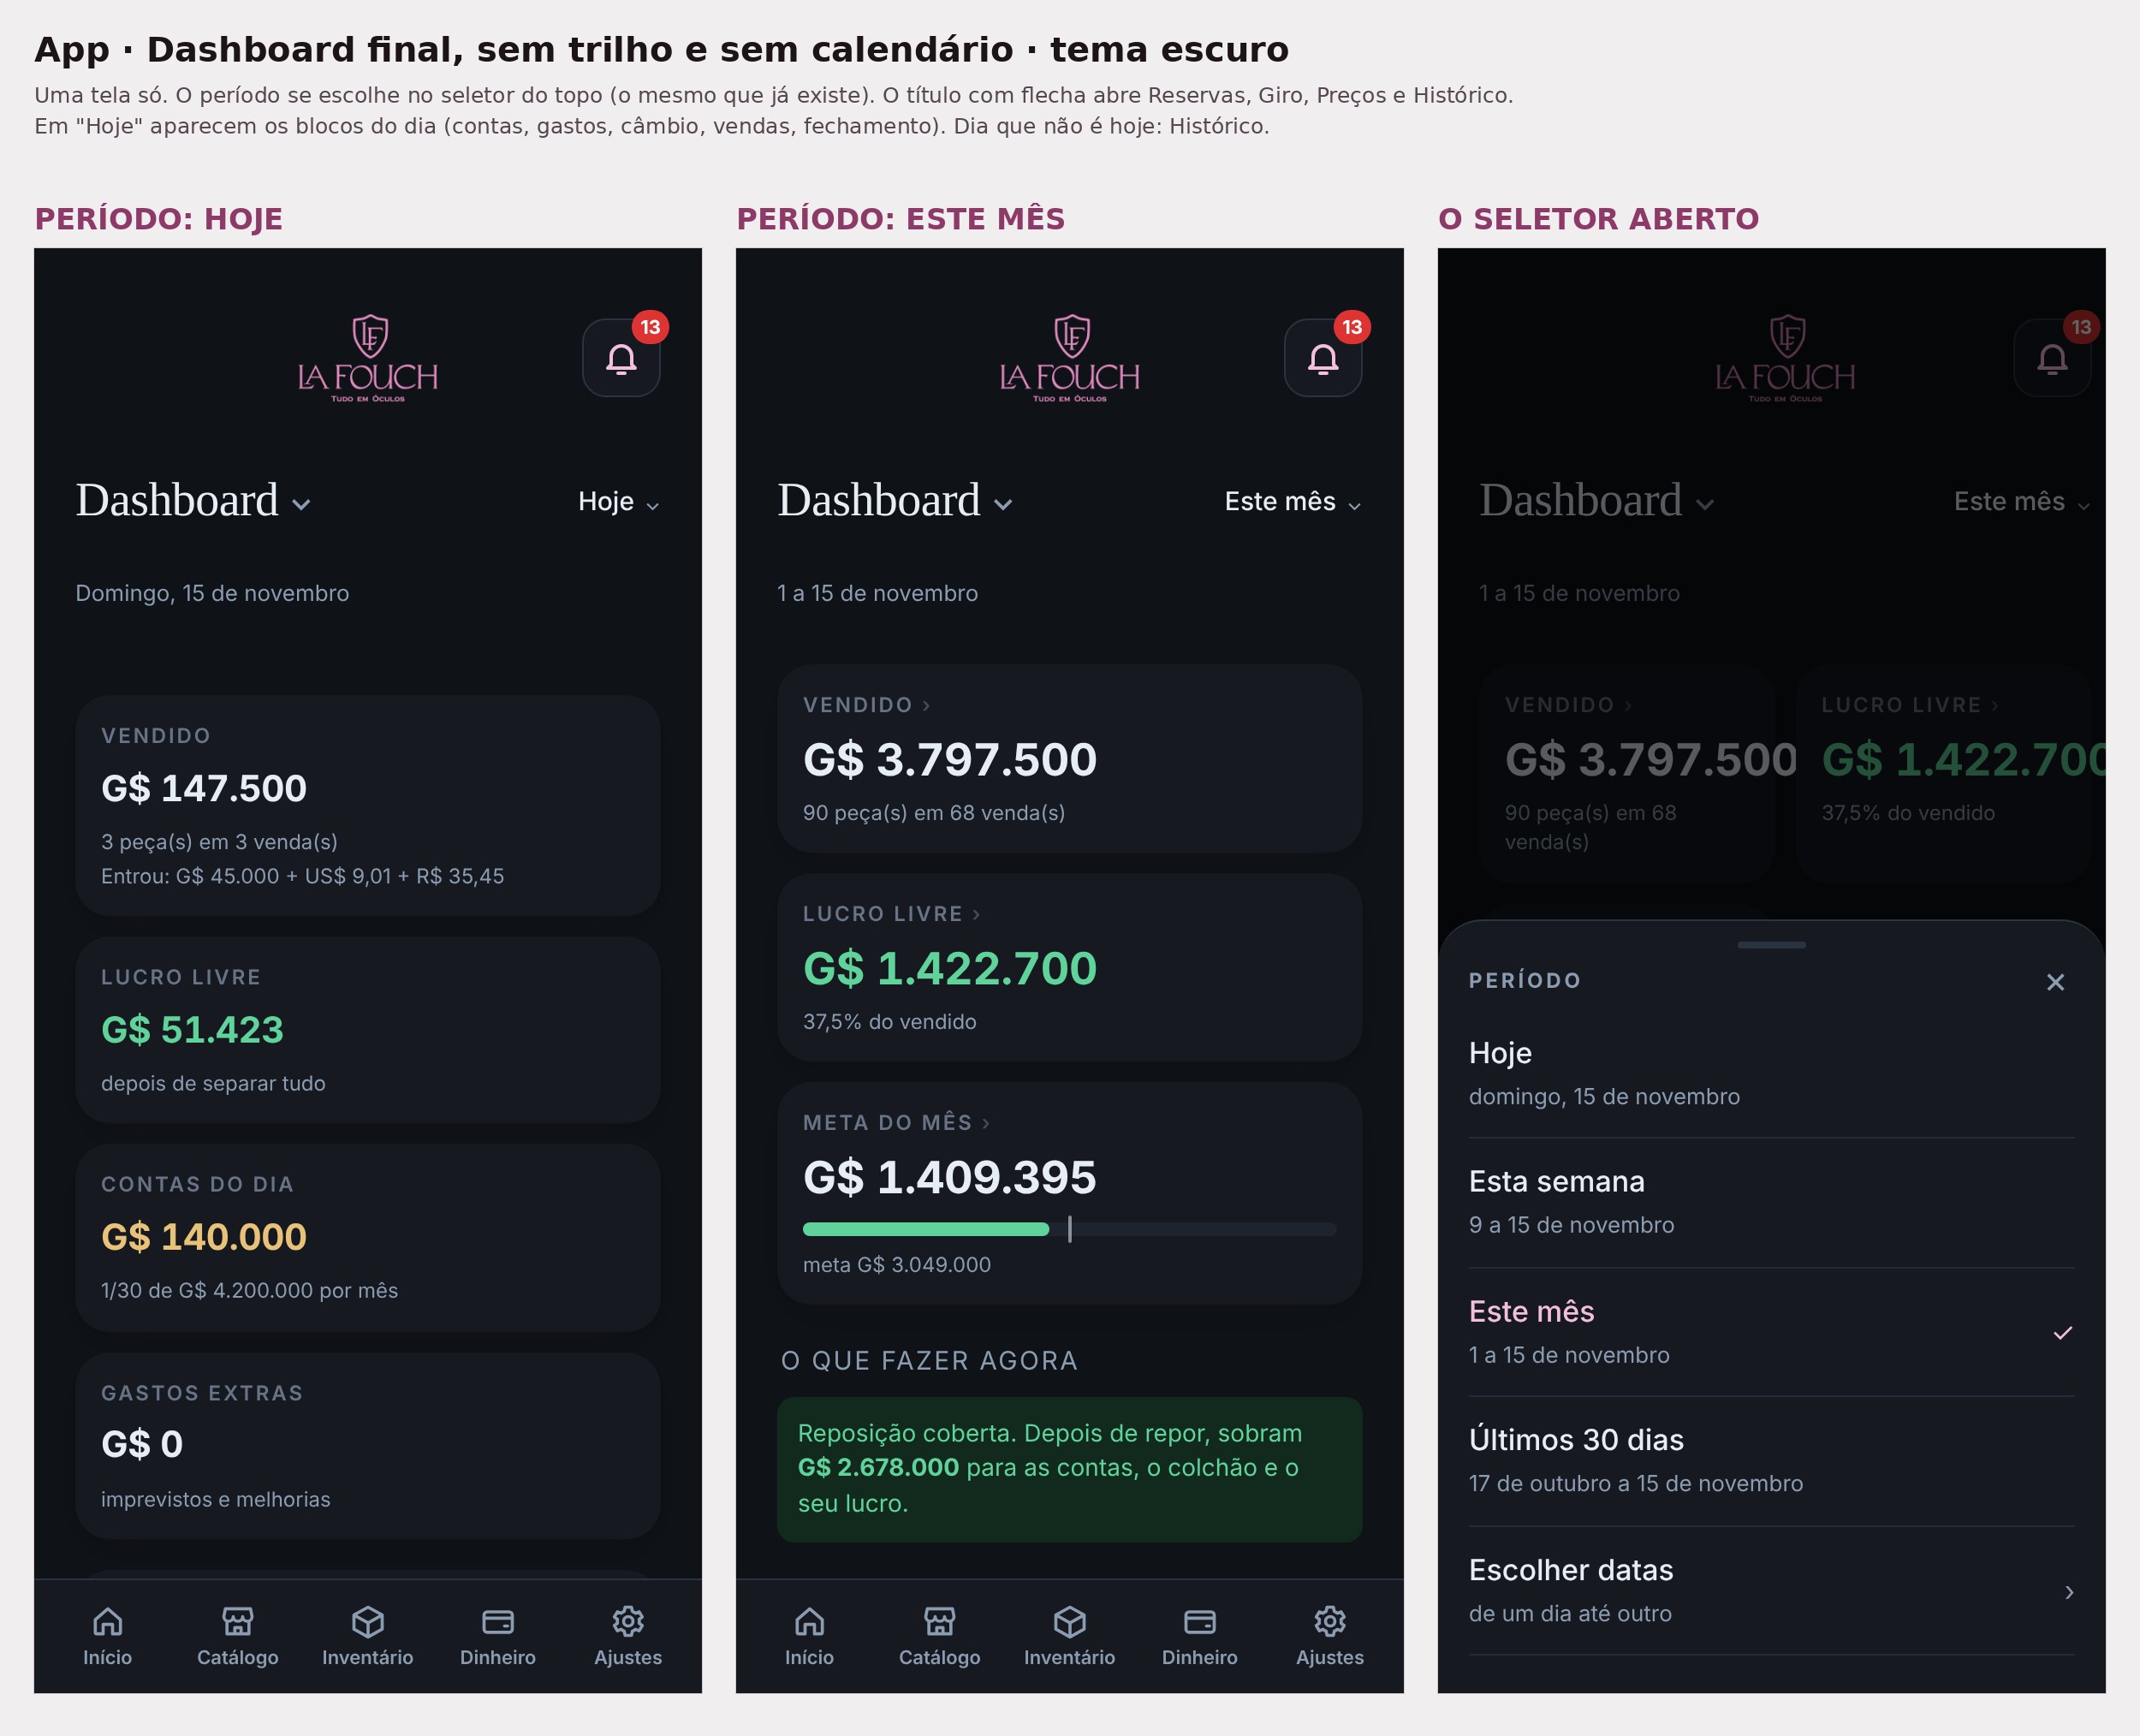 App · Dashboard final, sem trilho e sem calendário · tema escuro
Uma tela só. O período se escolhe no seletor do topo (o mesmo que já existe). O título com flecha abre Reservas, Giro, Preços e Histórico.
Em "Hoje" aparecem os blocos do dia (contas, gastos, câmbio, vendas, fechamento). Dia que não é hoje: Histórico.
PERÍODO: HOJE
LF
LA FOUCH
TUDO EM ÓCULOS
13
Dashboard
Hoje
Domingo, 15 de novembro
VENDIDO
G$ 147.500
3 peça(s) em 3 venda(s)
Entrou: G$ 45.000 + US$ 9,01 + R$ 35,45
LUCRO LIVRE
G$ 51.423
depois de separar tudo
CONTAS DO DIA
G$ 140.000
1/30 de G$ 4.200.000 por mês
GASTOS EXTRAS
G$ 0
imprevistos e melhorias
Início
Catálogo
Inventário
Dinheiro
Ajustes
PERÍODO: ESTE MÊS
LF
LA FOUCH
TUDO EM ÓCULOS
13
Dashboard
Este mês
1 a 15 de novembro
VENDIDO ›
G$ 3.797.500
90 peça(s) em 68 venda(s)
LUCRO LIVRE ›
G$ 1.422.700
37,5% do vendido
META DO MÊS ›
G$ 1.409.395
meta G$ 3.049.000
O QUE FAZER AGORA
Reposição coberta. Depois de repor, sobram
G$ 2.678.000 para as contas, o colchão e o
seu lucro.
Início
Catálogo
Inventário
Dinheiro
Ajustes
O SELETOR ABERTO
LF
LA FOUCH
TUDO EM ÓCULOS
13
Dashboard
Este mês
1 a 15 de novembro
VENDIDO ›
G$ 3.797.500
90 peça(s) em 68
venda(s)
LUCRO LIVRE ›
G$ 1.422.700
37,5% do vendido
PERÍODO
Hoje
domingo, 15 de novembro
Esta semana
9 a 15 de novembro
Este mês
1 a 15 de novembro
Últimos 30 dias
17 de outubro a 15 de novembro
Escolher datas
de um dia até outro